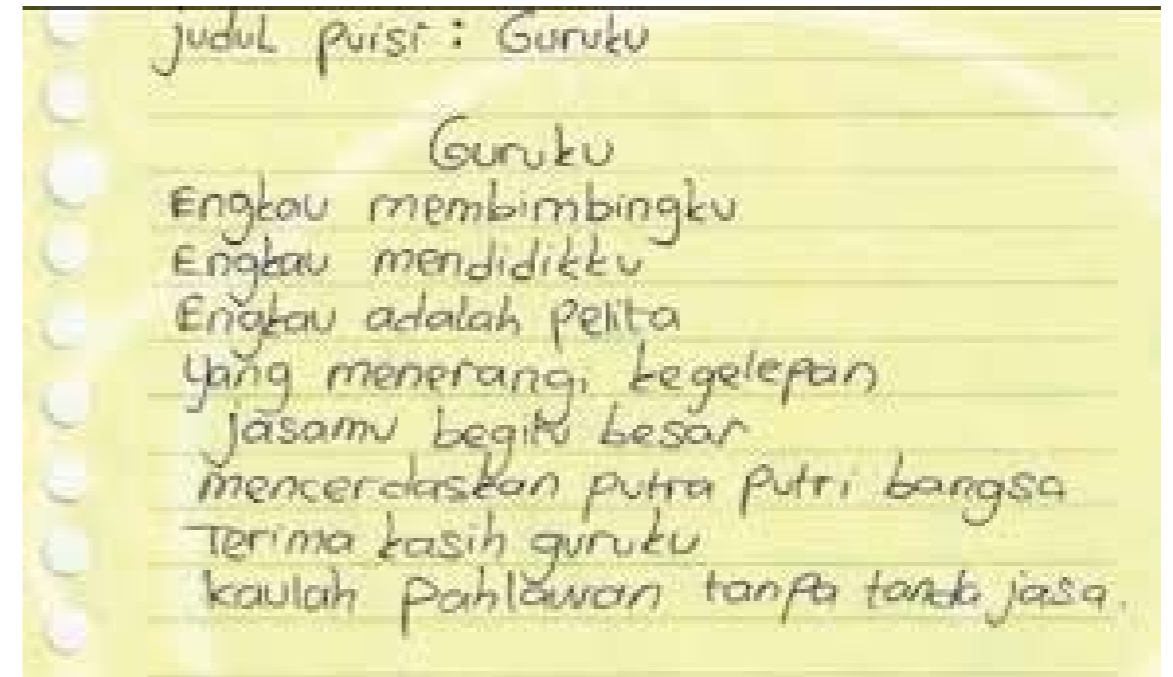 judul puisi : Guruku
Guruku
Engkau membimbingku
Engkau mendidikku
Engkau adalah pelita
yang menerangi kegelepan
jasamu begitu besar
mencerdaskan putra putri bangsa
Terima kasih guruku
kaulah pahlawan tanpa tanda jasa.